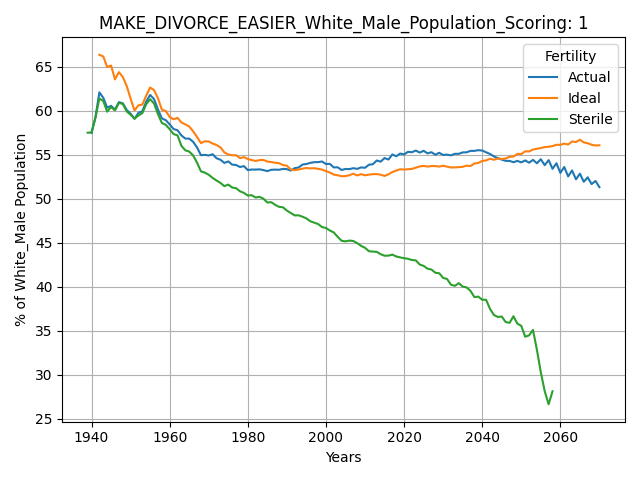 MAKE_DIVORCE_EASIER_White_Male_Population_Scoring: 1
% of White_Male Population
65
60
55
50
45
40
35
30
25
Fertility
Actual
Ideal
Sterile
1940 1960 1980 2000 2020 2040 2060
Years